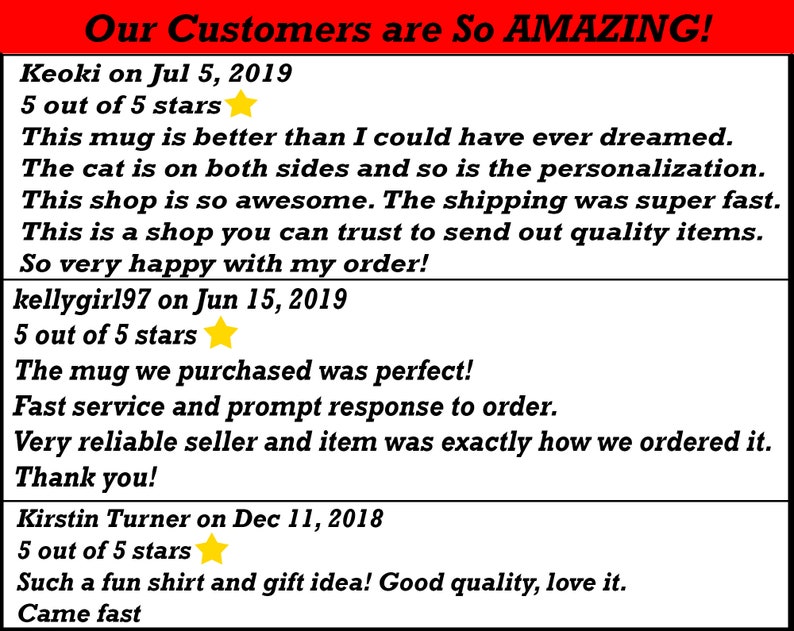 Our Customers are So AMAZING!
Keoki on Jul 5, 2019
5 out of 5 stars
This mug is better than I could have ever dreamed.
The cat is on both sides and so is the personalization.
This shop is so awesome. The shipping was super fast.
This is a shop you can trust to send out quality items.
So very happy with my order!
kellygirl97 on Jun 15, 2019
5 out of 5 stars
The mug we purchased was perfect!
Fast service and prompt response to order.
Very reliable seller and item was exactly how we ordered it.
Thank you!
Kirstin Turner on Dec 11, 2018
5 out of 5 stars
Such a fun shirt and gift idea! Good quality, love it.
Came fast